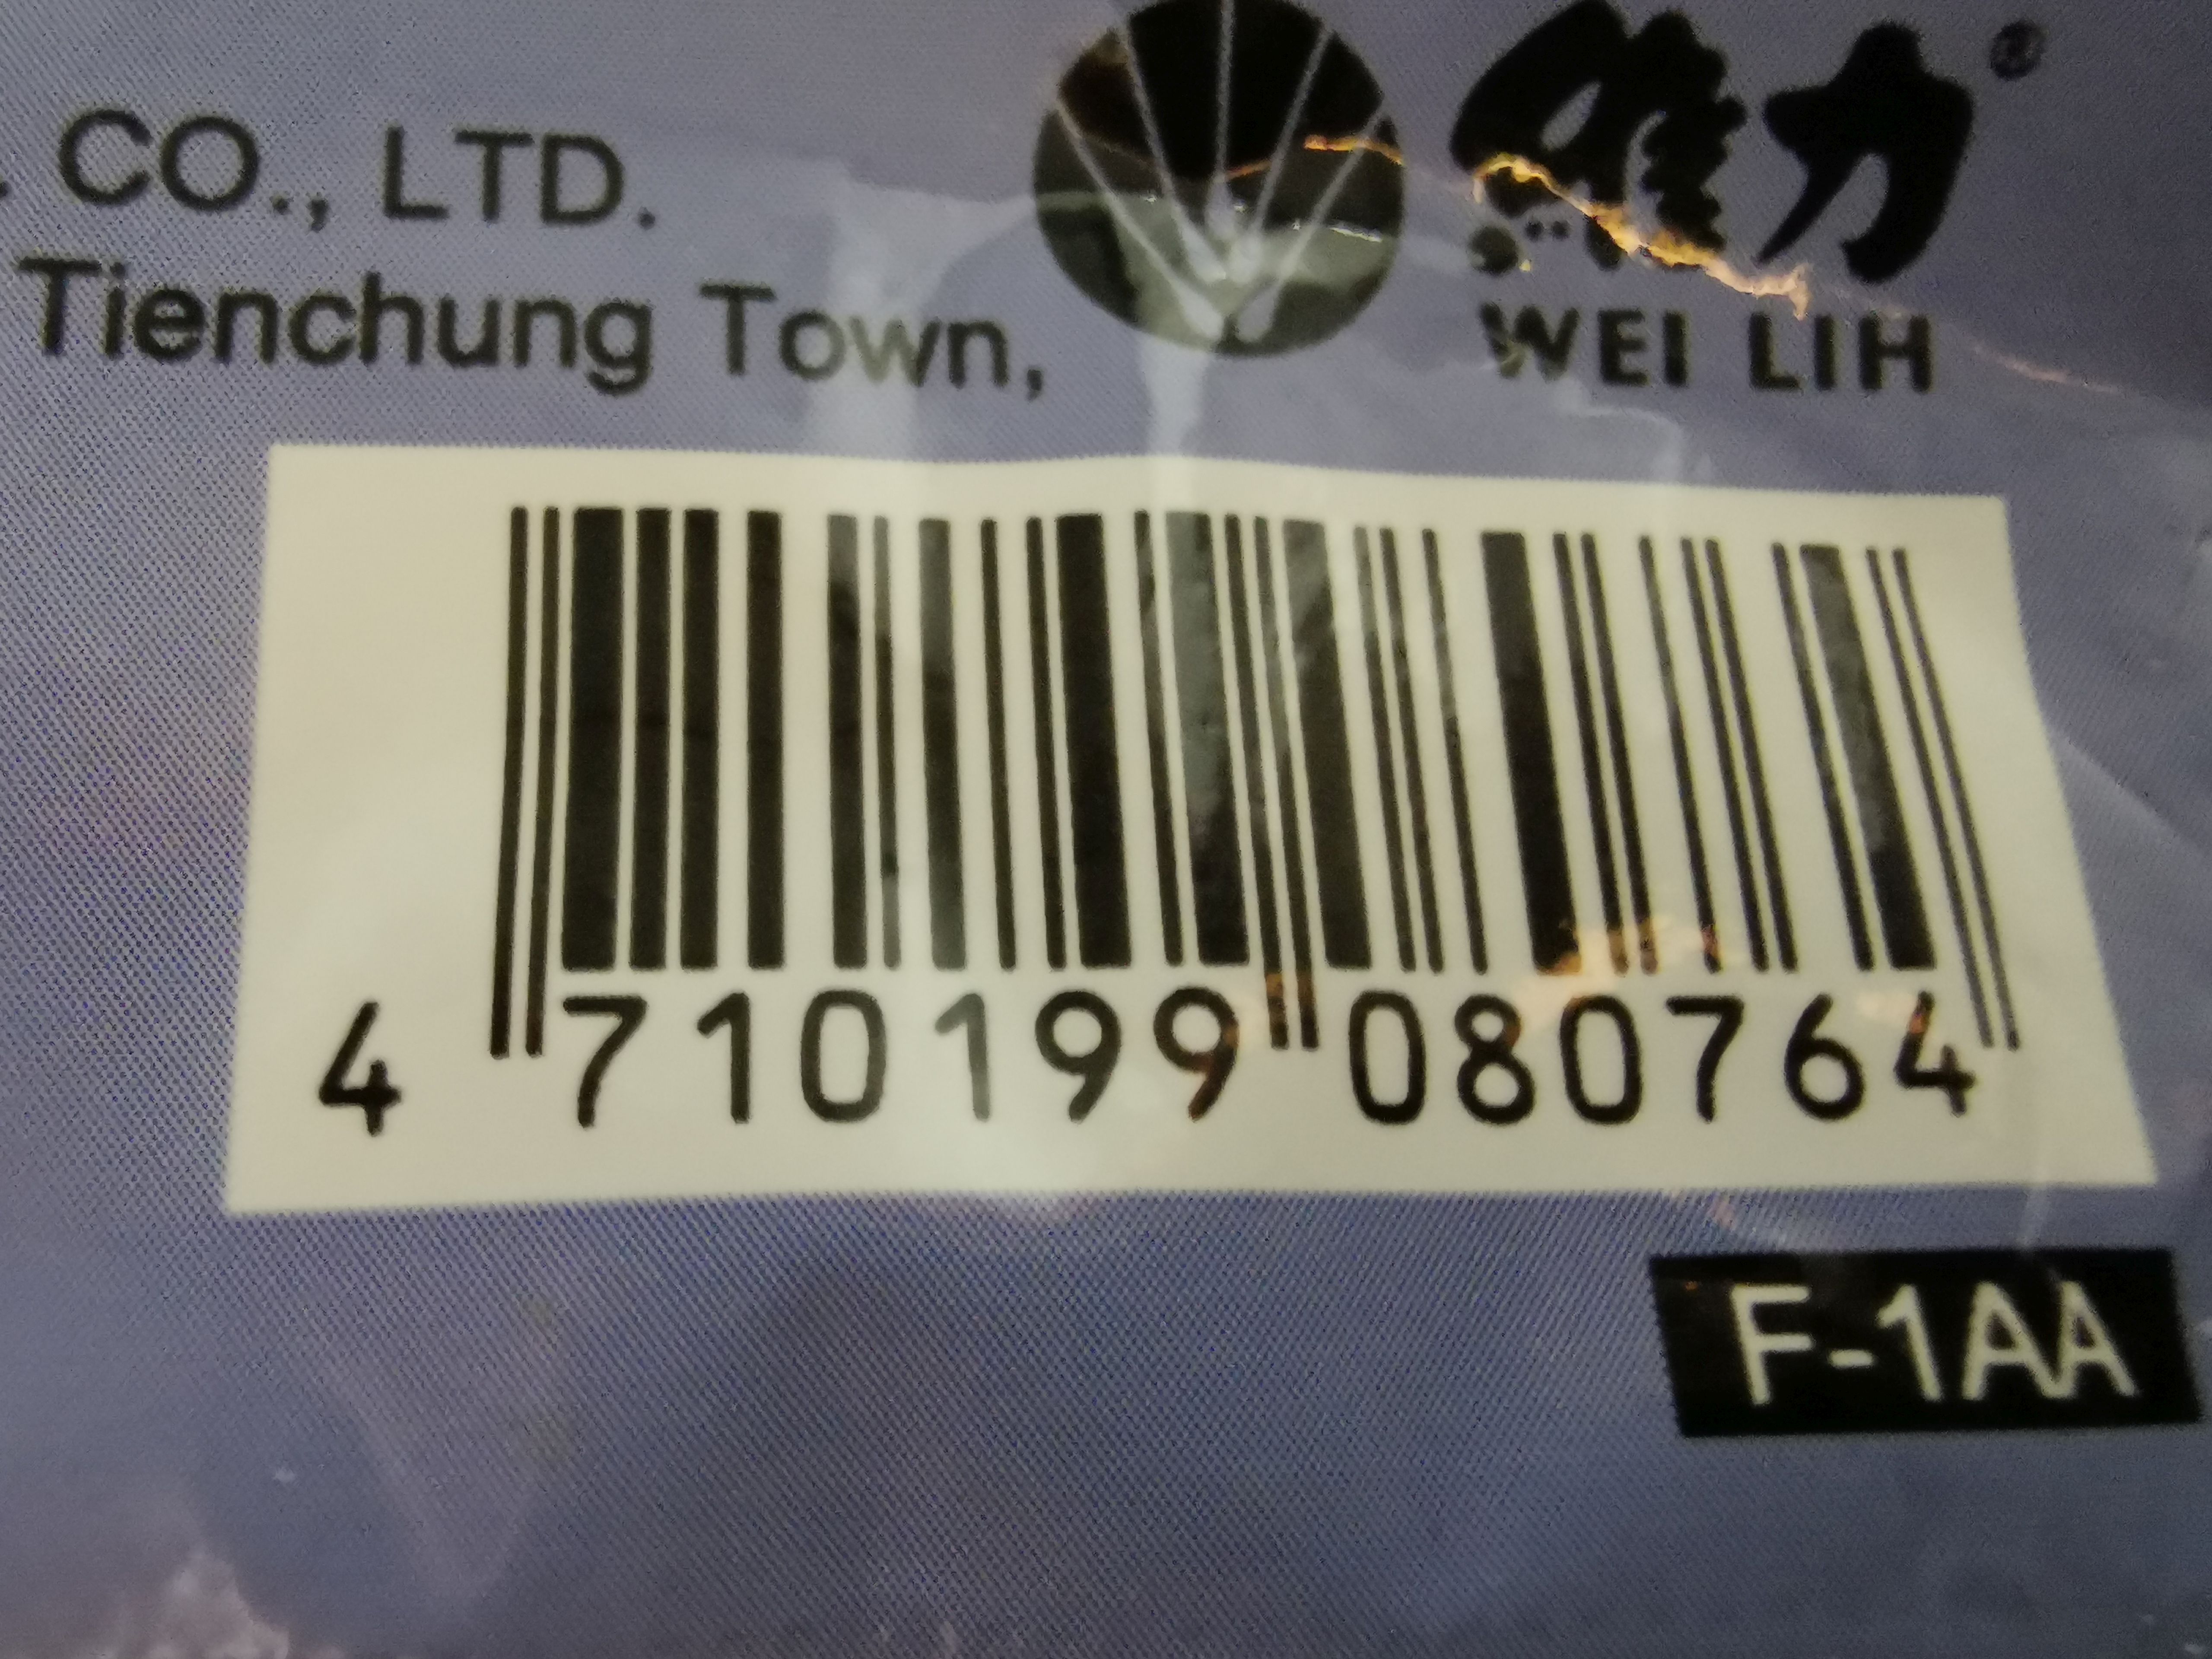 CO., LTD.
Tienchung Town,
維力®
WEI LIH
4 710199 080764
F-1AA